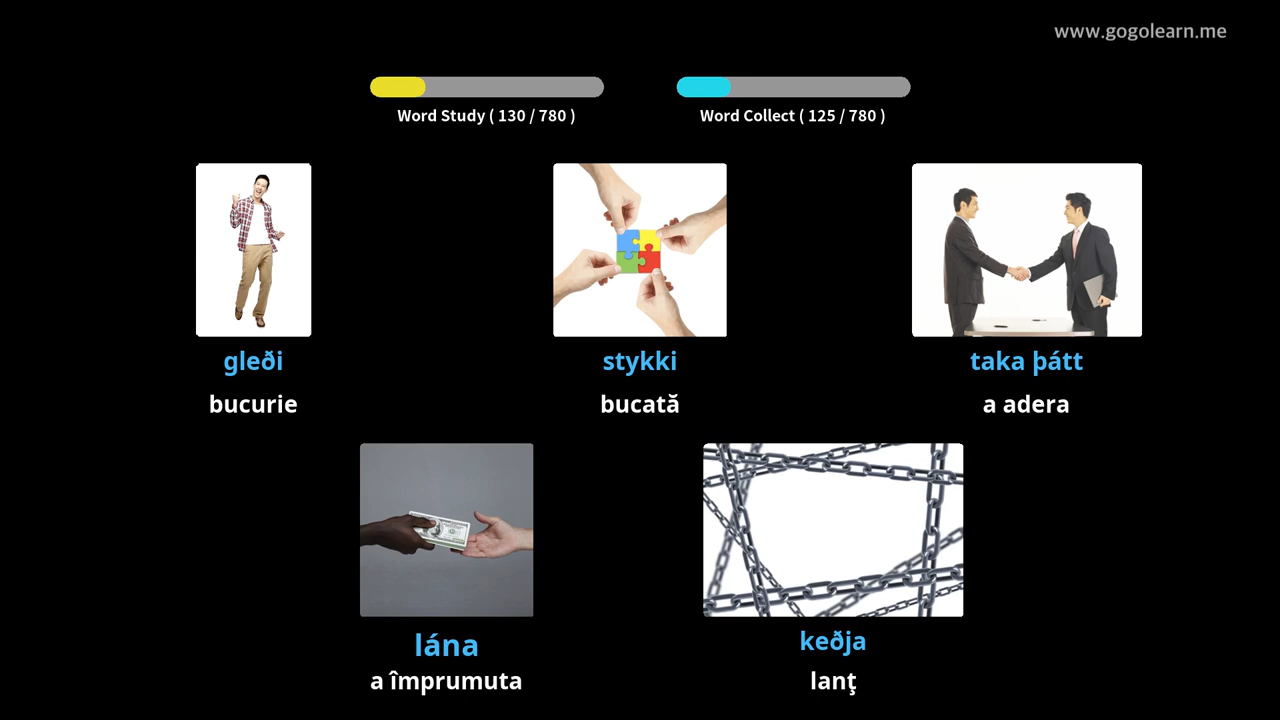 www.gogolearn.me
Word Study ( 130 / 780 )
Word Collect ( 125 / 780 )
gleði
stykki
taka þátt
bucurie
bucată
a adera
lána
keðja
a împrumuta
lanţ